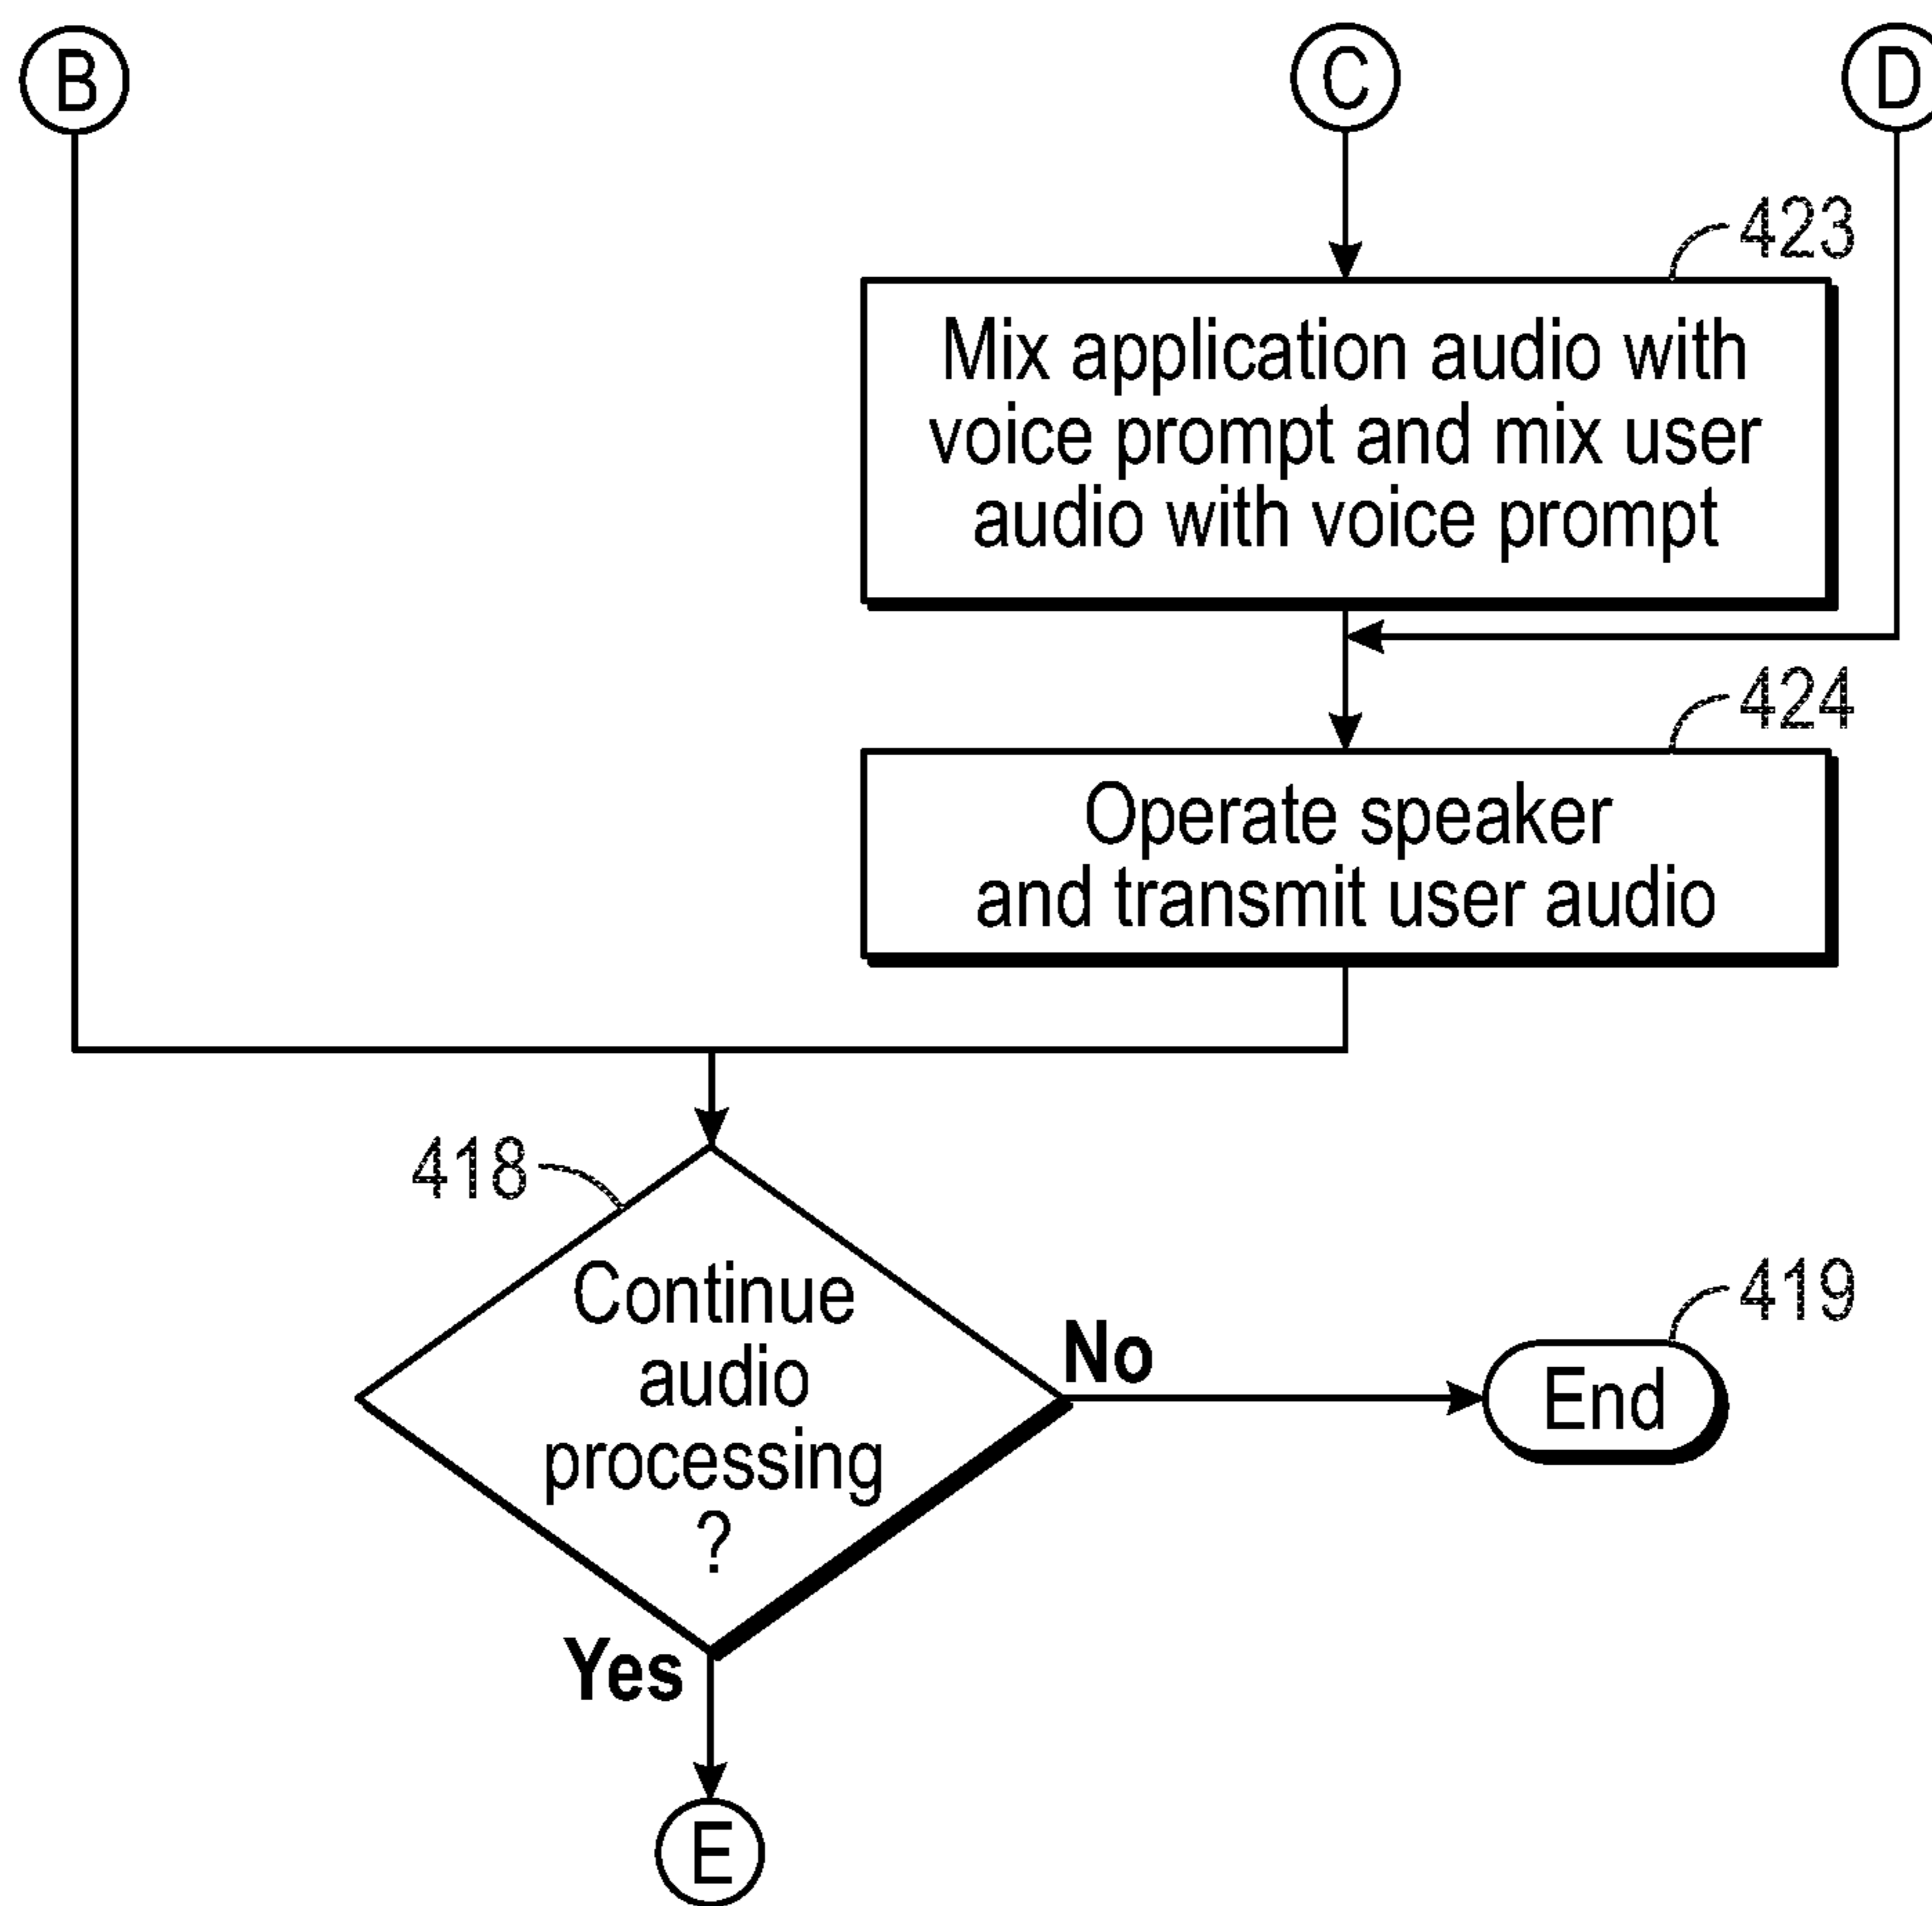 B
C
D
423
Mix application audio with
voice prompt and mix user
audio with voice prompt
424
Operate speaker
and transmit user audio
418
Continue
audio
processing
?
No
419
End
Yes
E